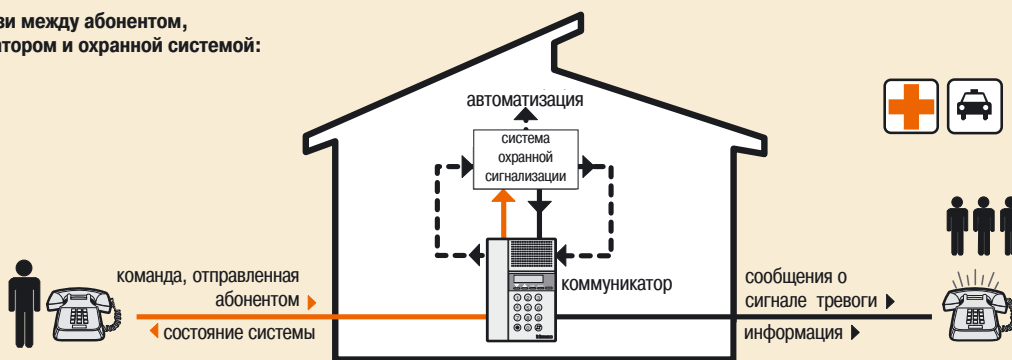 зи между абонентом,
тором и охранной системой:
автоматизация
система
охранной
сигнализации
коммуникатор
команда, отправленная
абонентом
состояние системы
сообщения о
сигнале тревоги
информация